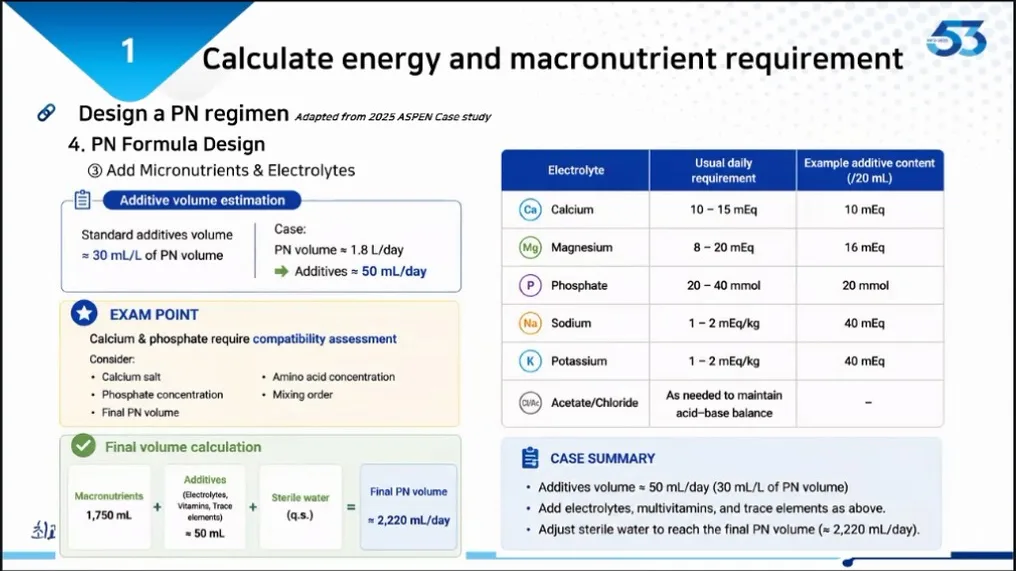 1
Calculate energy and macronutrient requirement
53
Design a PN regimen Adapted from 2025 ASPEN Case study
4. PN Formula Design
③ Add Micronutrients & Electrolytes
Additive volume estimation
Standard additives volume
≈ 30 mL/L of PN volume
Case:
PN volume ≈ 1.8 L/day
Additives ≈ 50 mL/day
EXAM POINT
Calcium & phosphate require compatibility assessment
Consider:
• Calcium salt
• Phosphate concentration
• Final PN volume
• Amino acid concentration
• Mixing order
Final volume calculation
Macronutrients
1,750 mL
+
Additives
(Electrolytes,
Vitamins, Trace
elements)
≈ 50 mL
+
Sterile water
(q.s.)
=
Final PN volume
≈ 2,220 mL/day
Electrolyte
Usual daily
requirement
Example additive content
(/20 mL)
Ca Calcium 10 – 15 mEq 10 mEq
Mg Magnesium 8 – 20 mEq 16 mEq
P Phosphate 20 – 40 mmol 20 mmol
Na Sodium 1 – 2 mEq/kg 40 mEq
K Potassium 1 – 2 mEq/kg 40 mEq
Cl/Ac Acetate/Chloride As needed to maintain
acid–base balance –
CASE SUMMARY
• Additives volume ≈ 50 mL/day (30 mL/L of PN volume)
• Add electrolytes, multivitamins, and trace elements as above.
• Adjust sterile water to reach the final PN volume (≈ 2,220 mL/day).